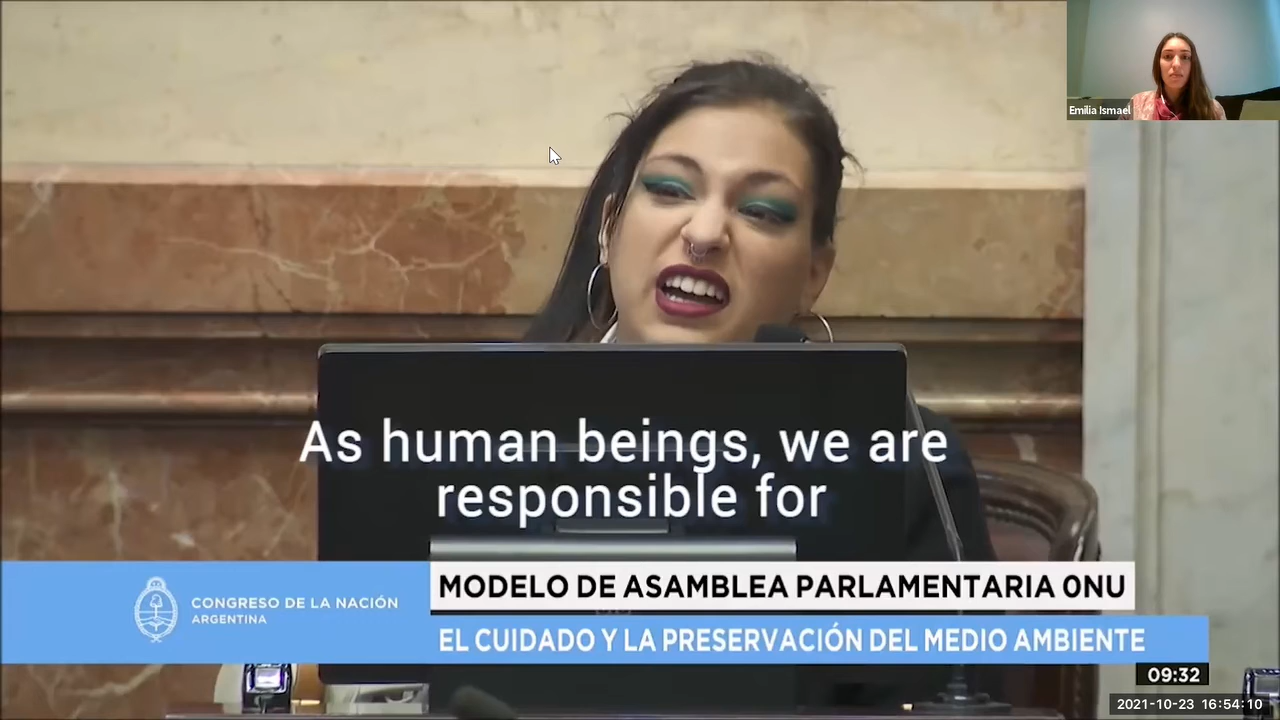 Emilia Ismael
As human beings, we are
responsible for
MODELO DE ASAMBLEA PARLAMENTARIA 0NU
CONGRESO DE LA NACIÓN
ARGENTINA
EL CUIDADO Y LA PRESERVACIÓN DEL MEDIO AMBIENTE
09:32
2021-10-23 16:54:10